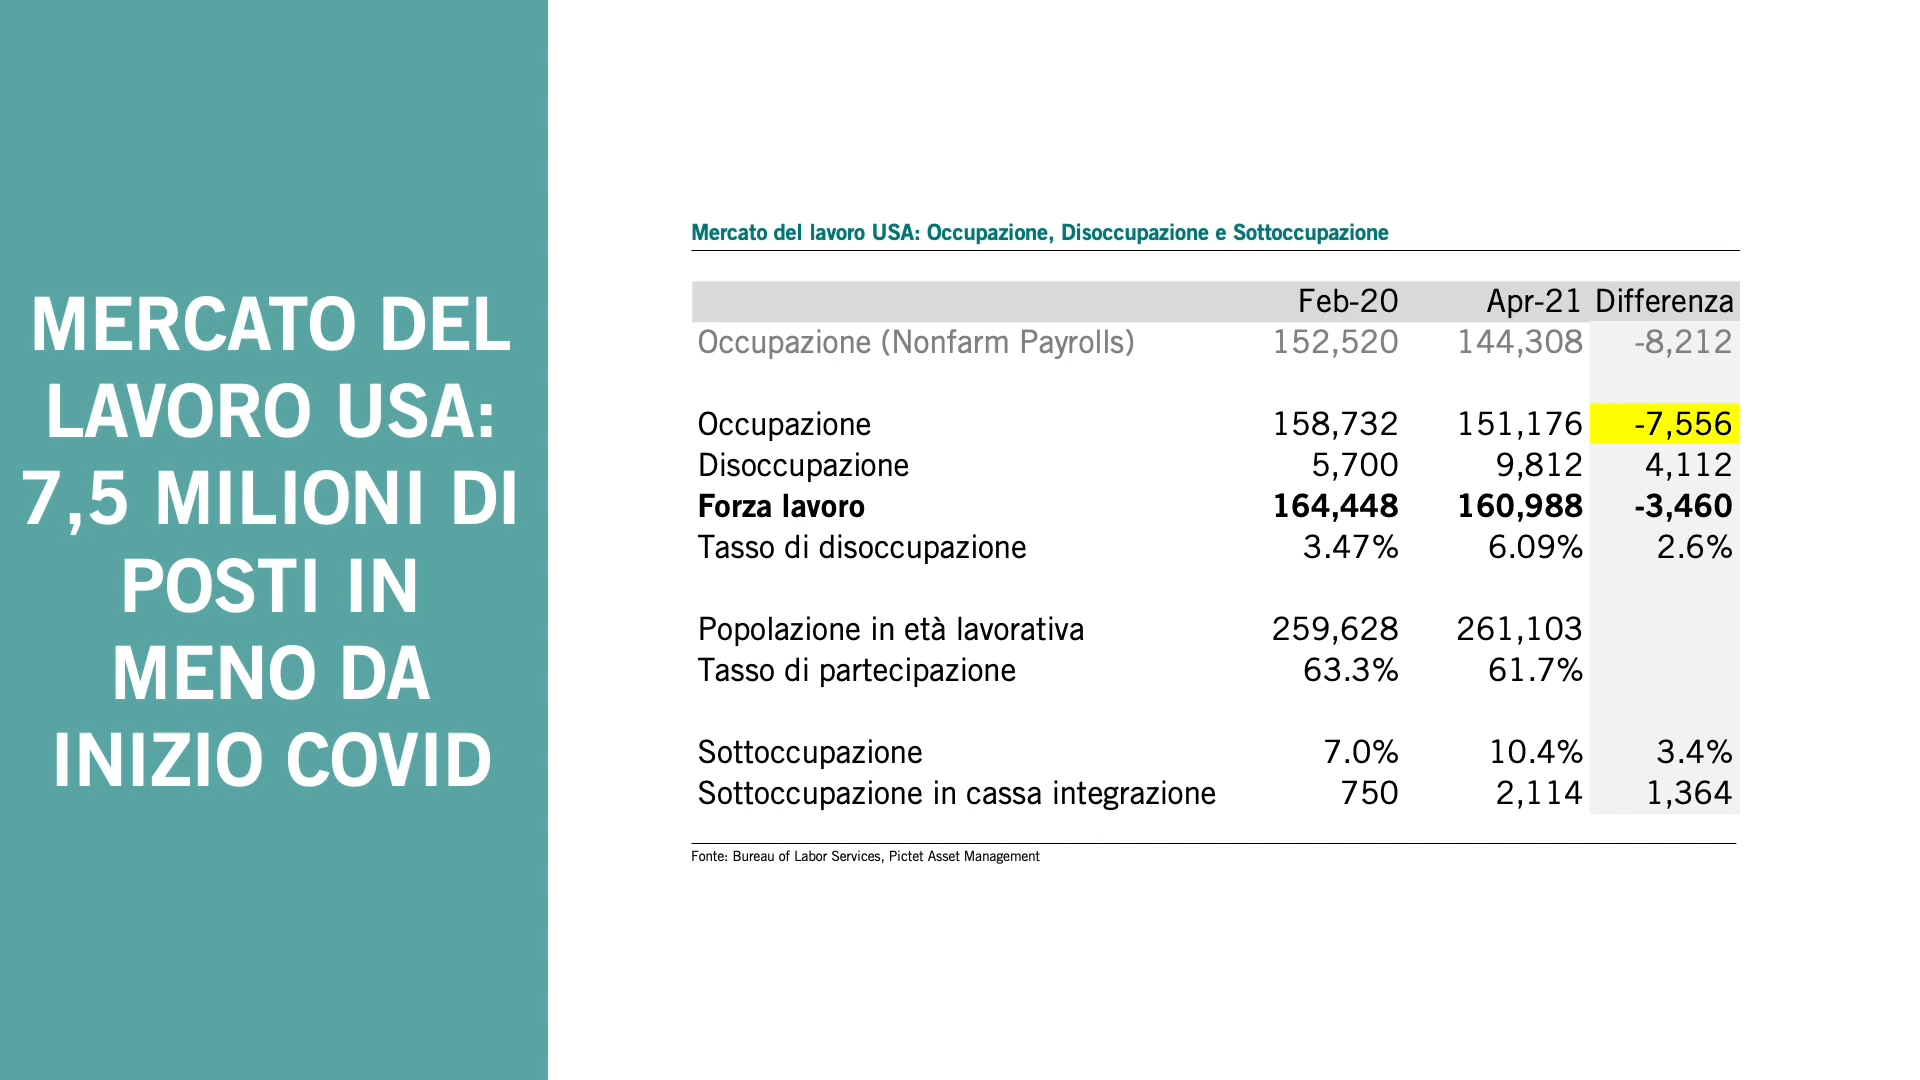 MERCATO DEL
LAVORO USA:
7,5 MILIONI DI
POSTI IN
MENO DA
INIZIO COVID
Mercato del lavoro USA: Occupazione, Disoccupazione e Sottoccupazione
Feb-20 Apr-21 Differenza
Occupazione (Nonfarm Payrolls) 152,520 144,308 -8,212
Occupazione 158,732 151,176 -7,556
Disoccupazione 5,700 9,812 4,112
Forza lavoro 164,448 160,988 -3,460
Tasso di disoccupazione 3.47% 6.09% 2.6%
Popolazione in età lavorativa 259,628 261,103
Tasso di partecipazione 63.3% 61.7%
Sottoccupazione 7.0% 10.4% 3.4%
Sottoccupazione in cassa integrazione 750 2,114 1,364
Fonte: Bureau of Labor Services, Pictet Asset Management